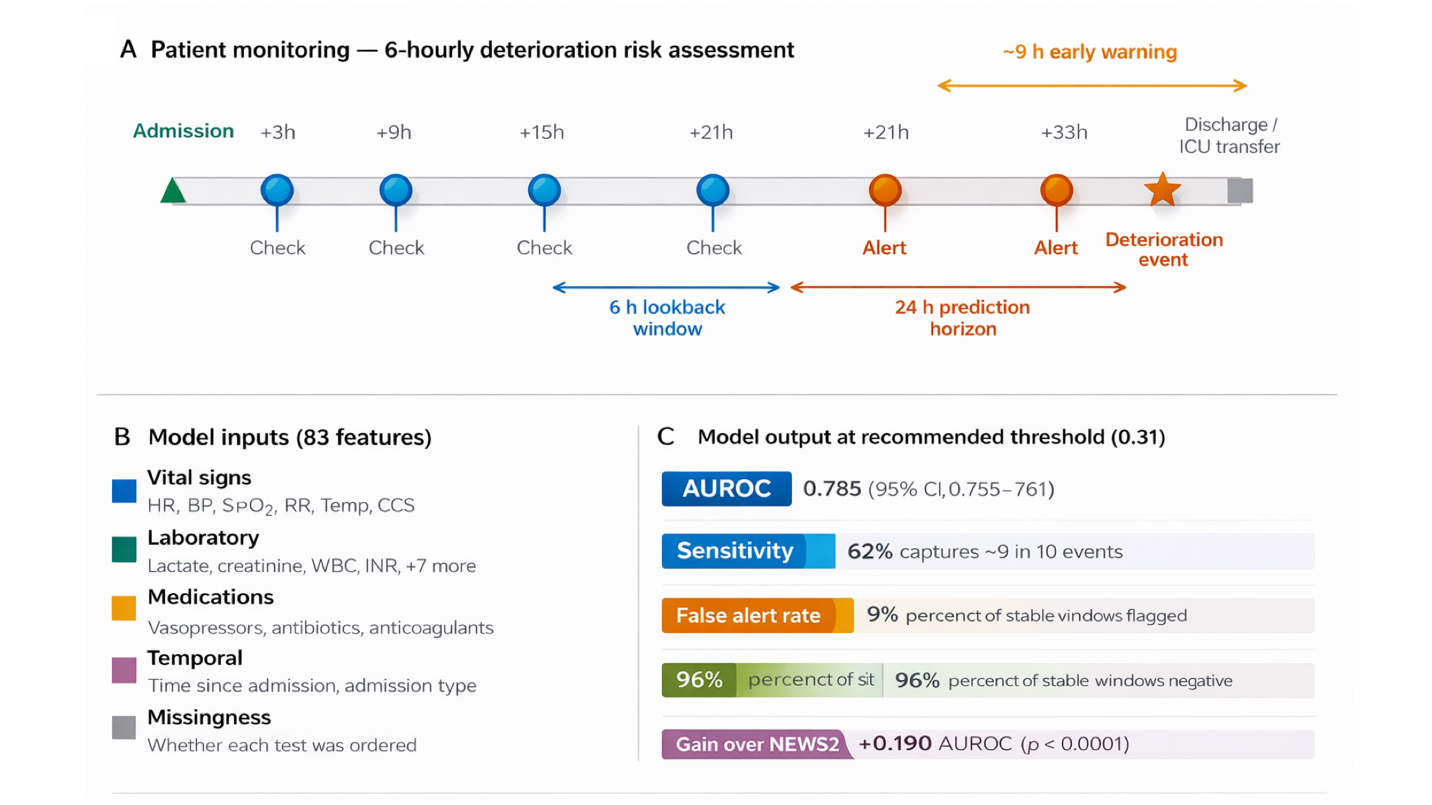 A Patient monitoring — 6-hourly deterioration risk assessment
~9 h early warning
Admission
+3h
+9h
+15h
+21h
+21h
+33h
Discharge /
ICU transfer
Check
Check
Check
Check
Alert
Alert
Deterioration
event
6 h lookback
window
24 h prediction
horizon
B Model inputs (83 features)
Vital signs
HR, BP, SpO₂, RR, Temp, CCS
Laboratory
Lactate, creatinine, WBC, INR, +7 more
Medications
Vasopressors, antibiotics, anticoagulants
Temporal
Time since admission, admission type
Missingness
Whether each test was ordered
C Model output at recommended threshold (0.31)
AUROC 0.785 (95% CI, 0.755–761)
Sensitivity 62% captures ~9 in 10 events
False alert rate 9% percenct of stable vindows flagged
96% percenct of sit 96% percenct of stable windows negative
Gain over NEWS2 +0.190 AUROC (p < 0.0001)